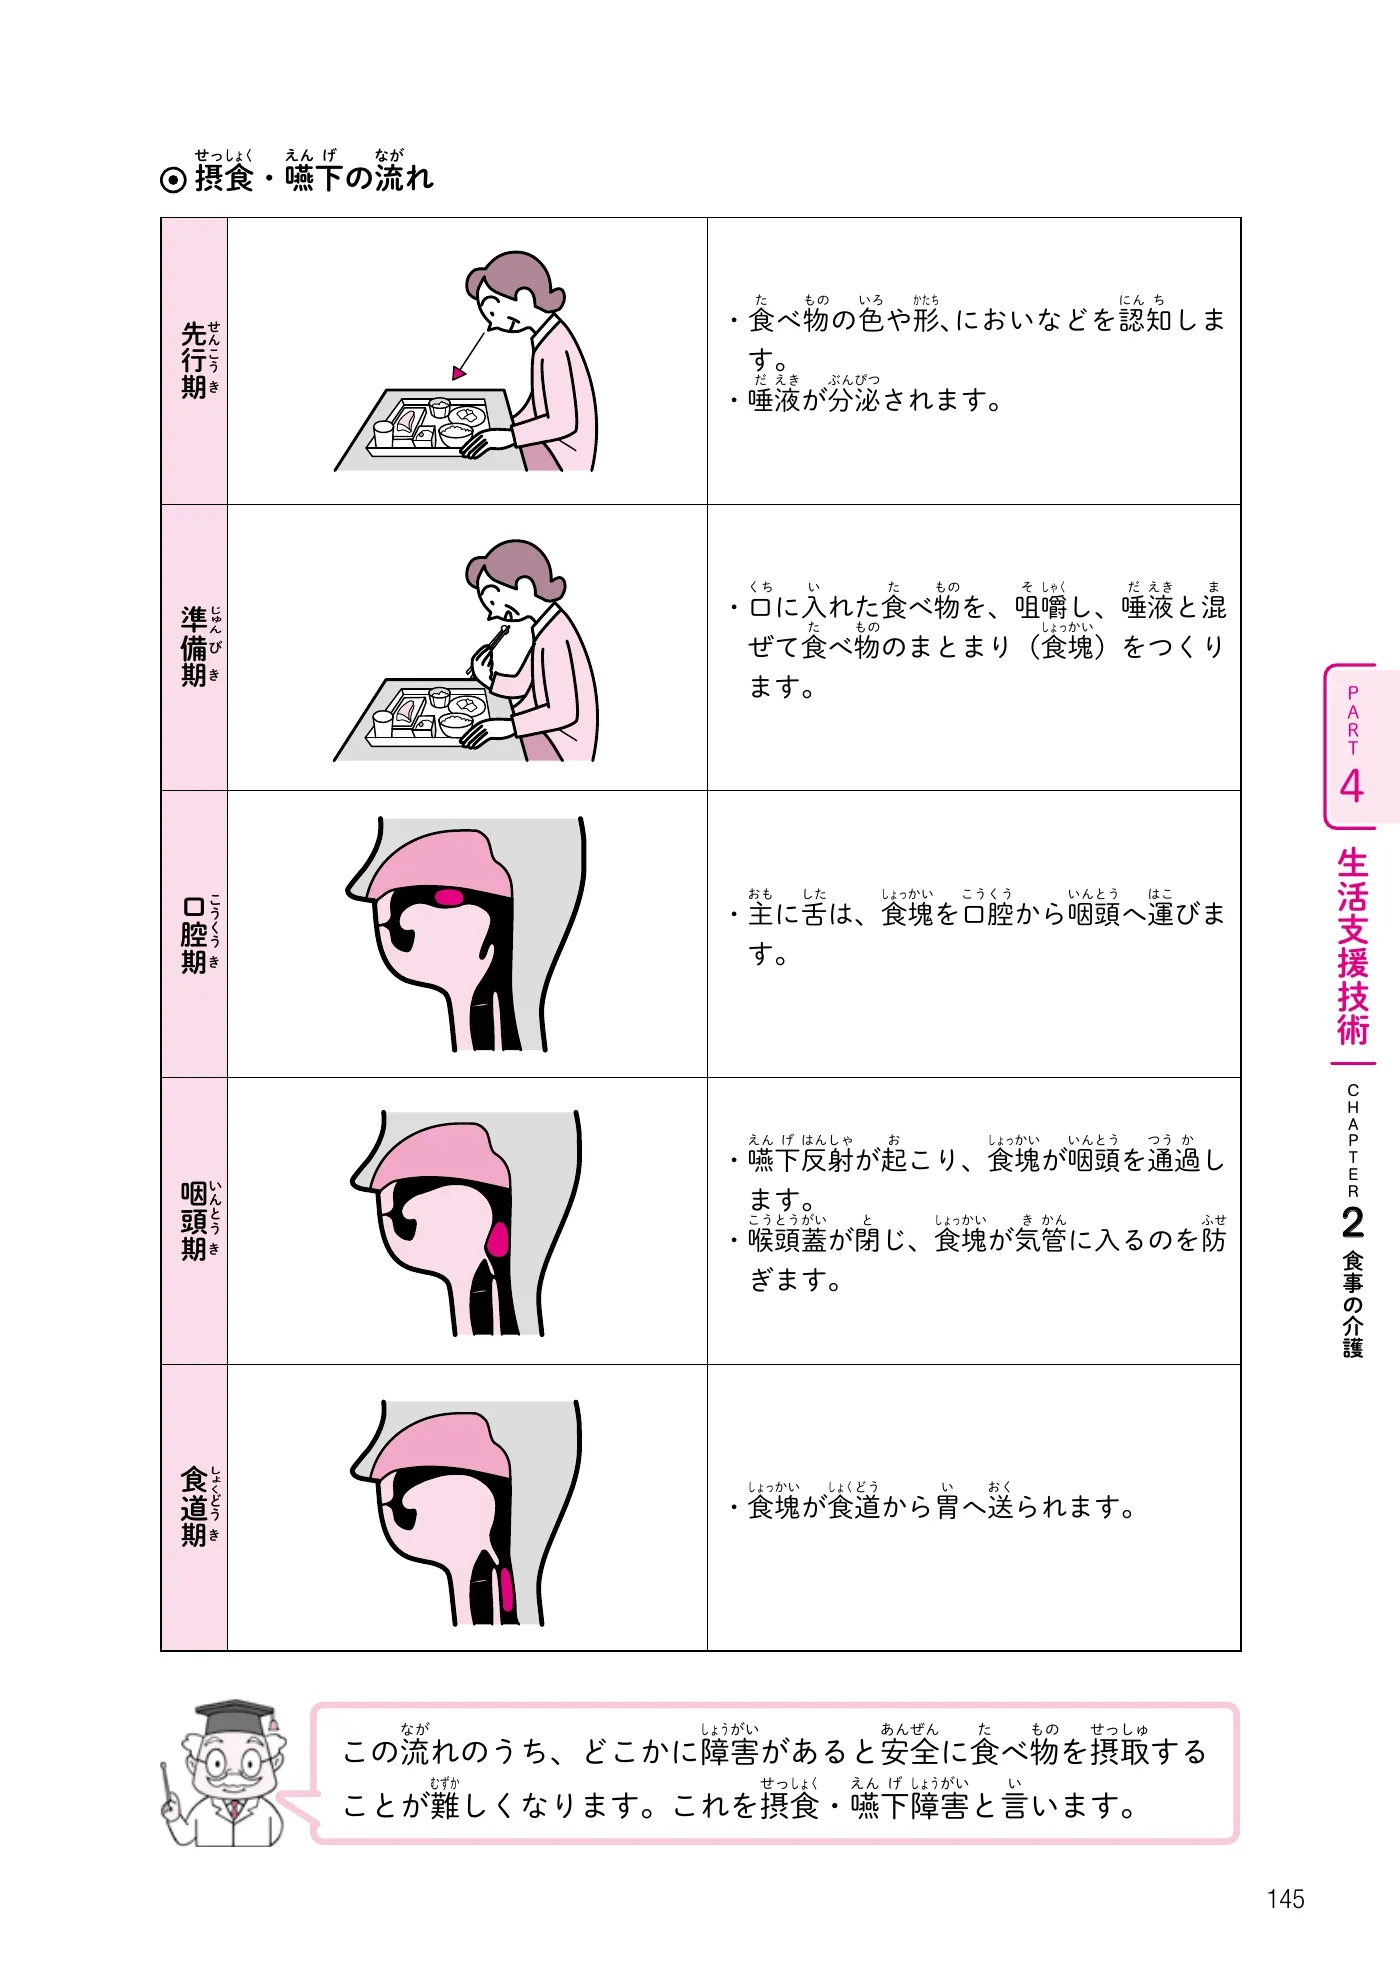 摂食・嚥下の流れ
先行期
・食べ物の色や形、においなどを認知しま
す。
・唾液が分泌されます。
準備期
・口に入れた食べ物を、咀嚼し、唾液と混
ぜて食べ物のまとまり（食塊）をつくり
ます。
口腔期
・主に舌は、食塊を口腔から咽頭へ運びま
す。
咽頭期
・嚥下反射が起こり、食塊が咽頭を通過し
ます。
・喉頭蓋が閉じ、食塊が気管に入るのを防
ぎます。
食道期
・食塊が食道から胃へ送られます。
この流れのうち、どこかに障害があると安全に食べ物を摂取する
ことが難しくなります。これを摂食・嚥下障害と言います。
PART 4 生活支援技術
CHAPTER 2 食事の介護
145